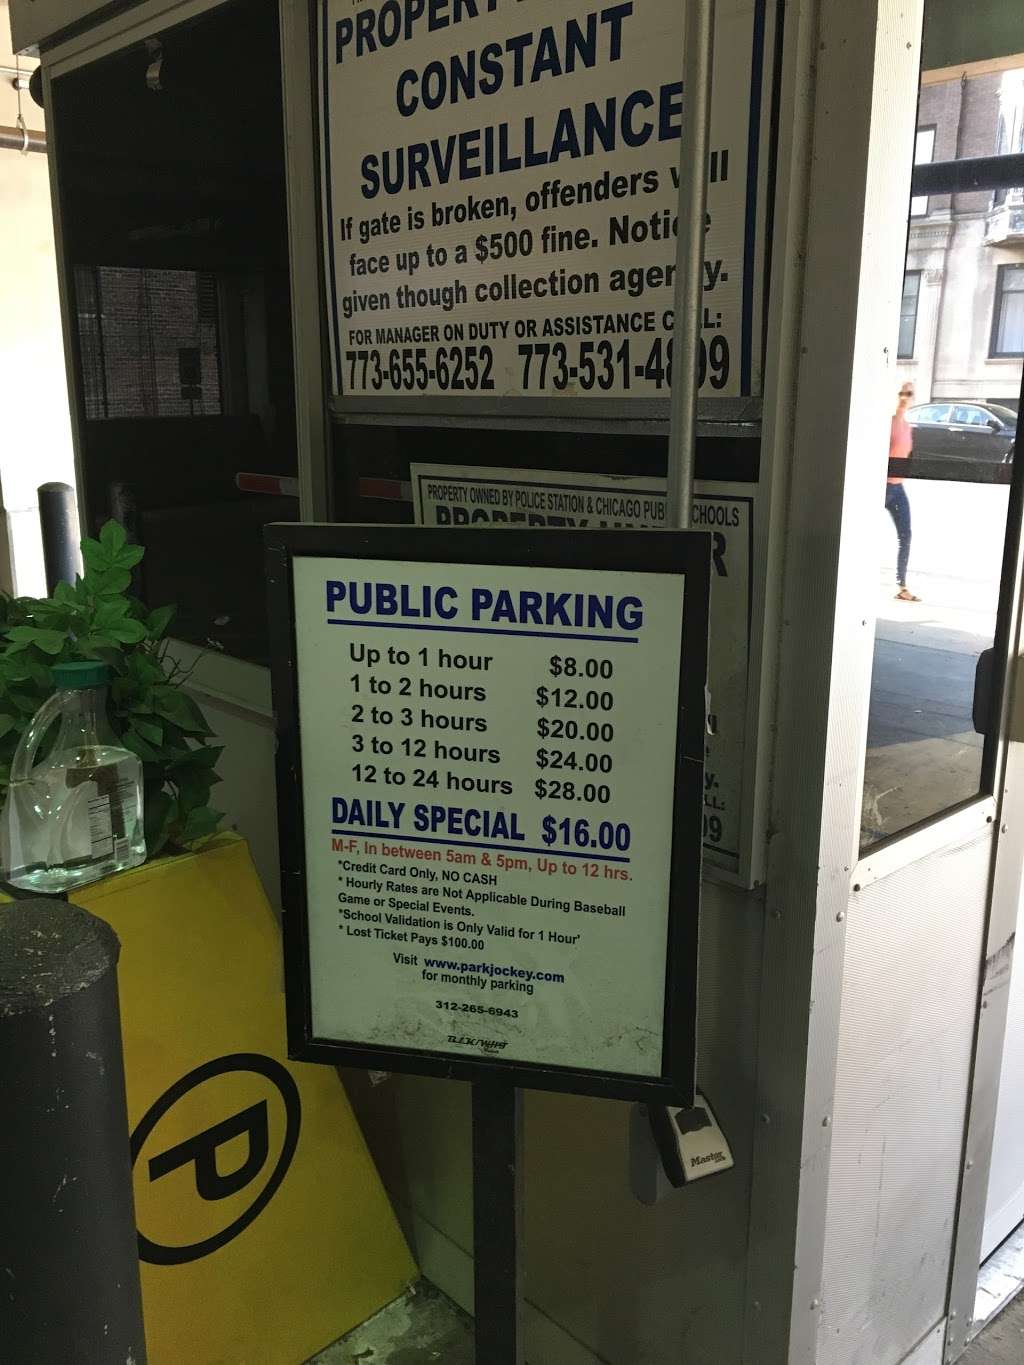 CONSTANT
SURVEILLANCE
If gate is broken, offenders
face up to a $500 fine.
given though collection
FOR MANAGER ON DUTY OR ASSISTANCE
773-655-6252
PROPERTY OWNED BY POLICE STATION & CHICAGO
PUBLIC PARKING
Up to 1 hour $8.00
1 to 2 hours $12.00
2 to 3 hours $20.00
3 to 12 hours $24.00
12 to 24 hours $28.00
DAILY SPECIAL $16.00
M-F, In between 5am & 5pm, Up to 12 hrs.
*Credit Card Only, NO CASH
* Hourly Rates are Not Applicable During Baseball
Game or Special Events.
*School Validation is Only Valid for 1 Hour'
* Lost Ticket Pays $100.00
Visit www.parkjockey.com
for monthly parking
312-265-6943
P
Master